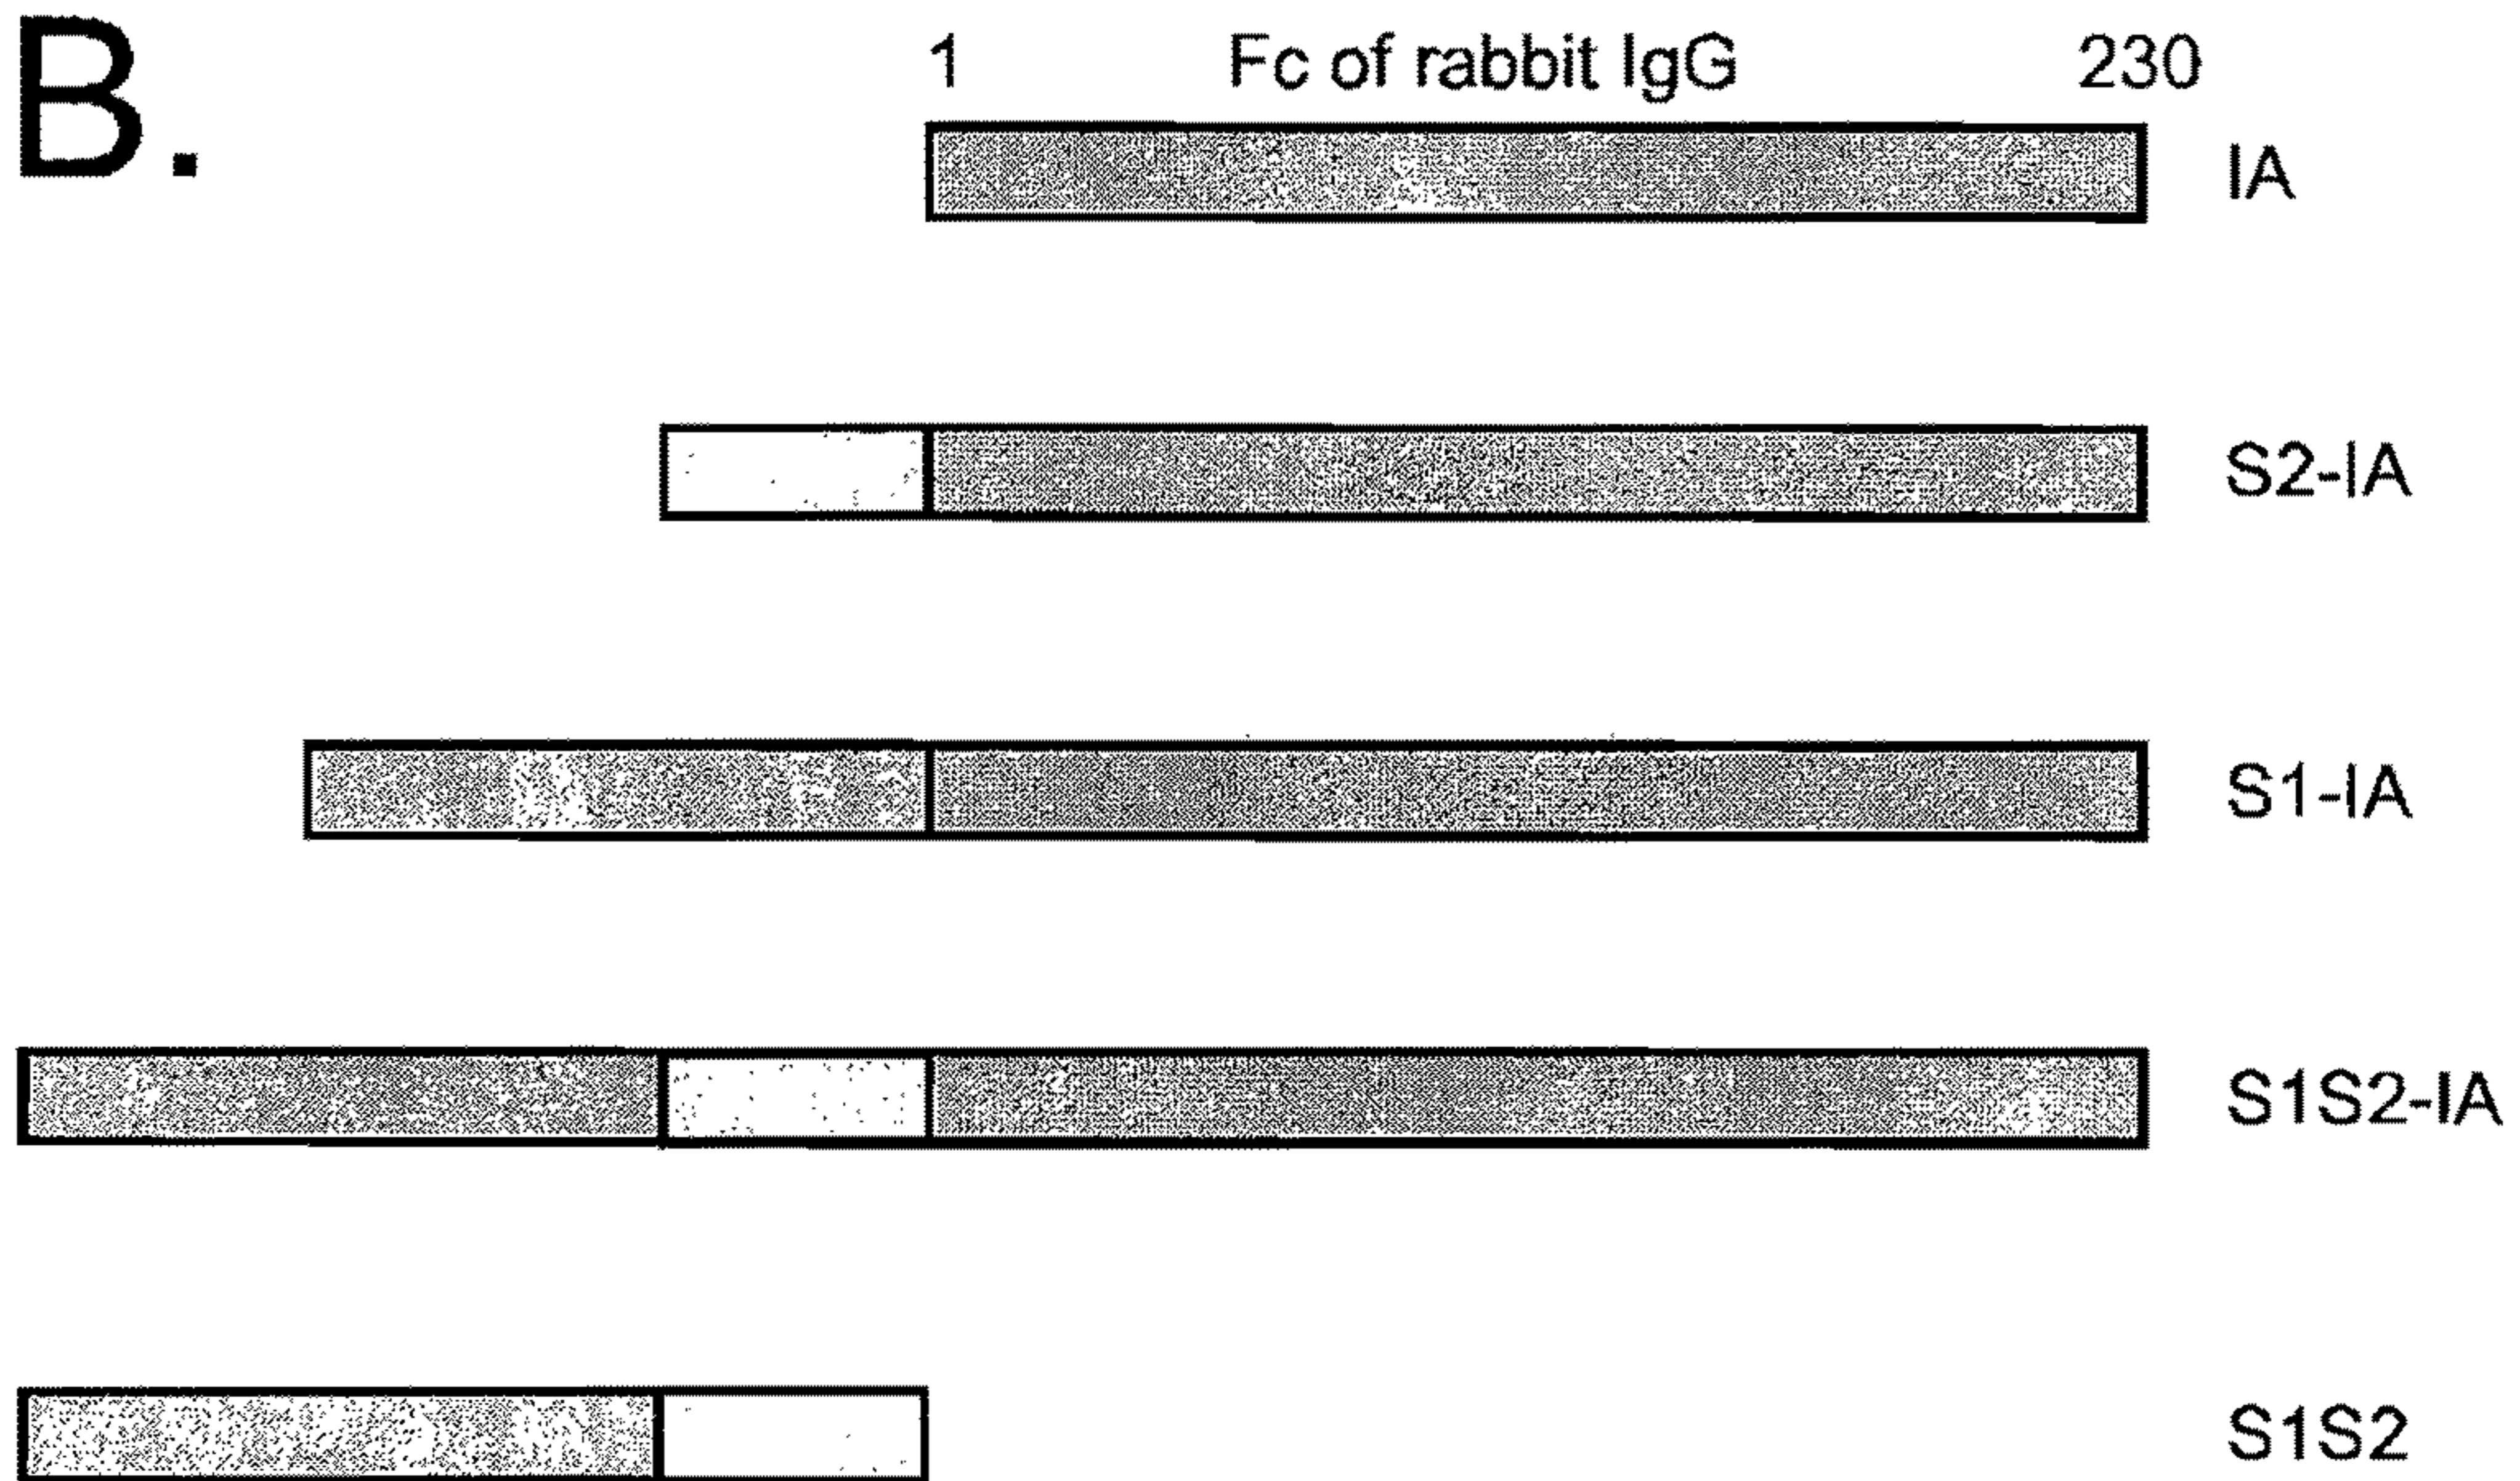 B.
1 Fc of rabbit IgG 230
IA
S2-IA
S1-IA
S1S2-IA
S1S2